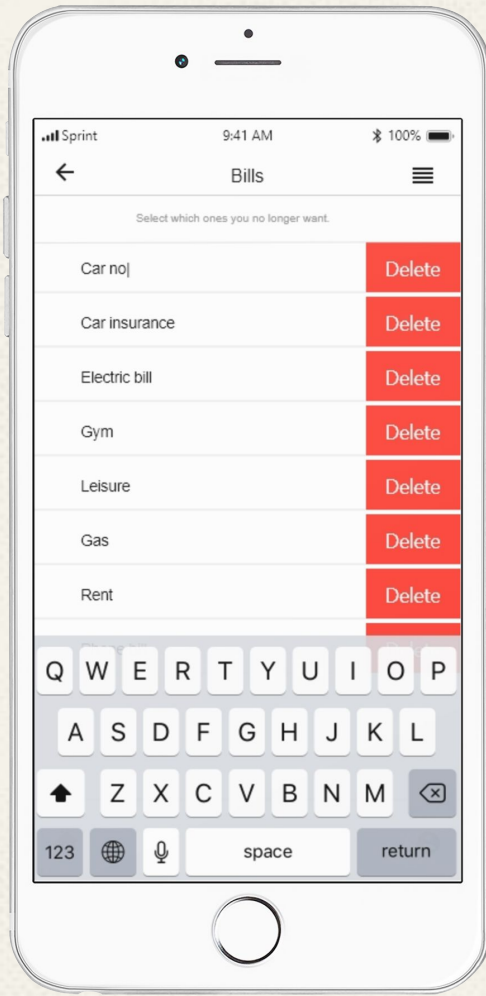 Sprint 9:41 AM 100%
Bills
Select which ones you no longer want.
Car no Delete
Car insurance Delete
Electric bill Delete
Gym Delete
Leisure Delete
Gas Delete
Rent Delete
Q W E R T Y U I O P
A S D F G H J K L
Z X C V B N M
123 space return